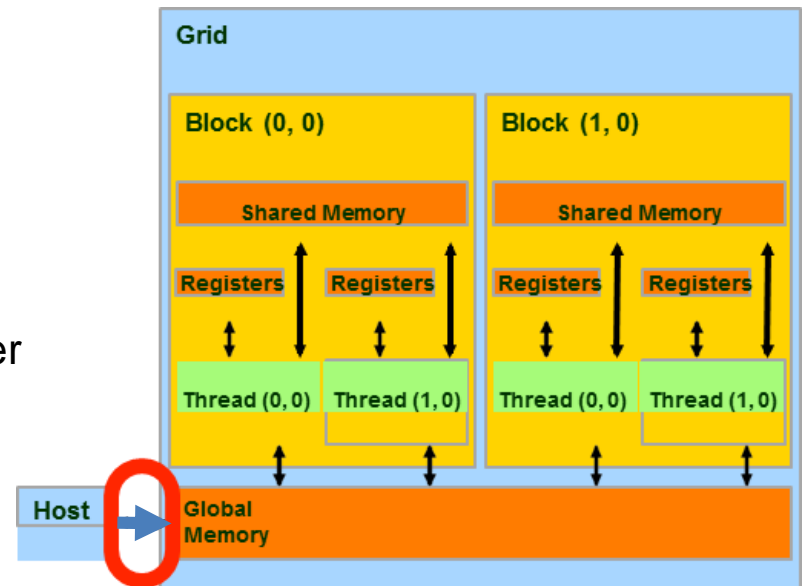 Grid
Block (0, 0)
Block (1, 0)
Shared Memory
Shared Memory
Registers
Registers
Registers
Registers
er
Thread (0, 0)
Thread (1, 0)
Thread (0, 0)
Thread (1, 0)
Host
Global
Memory